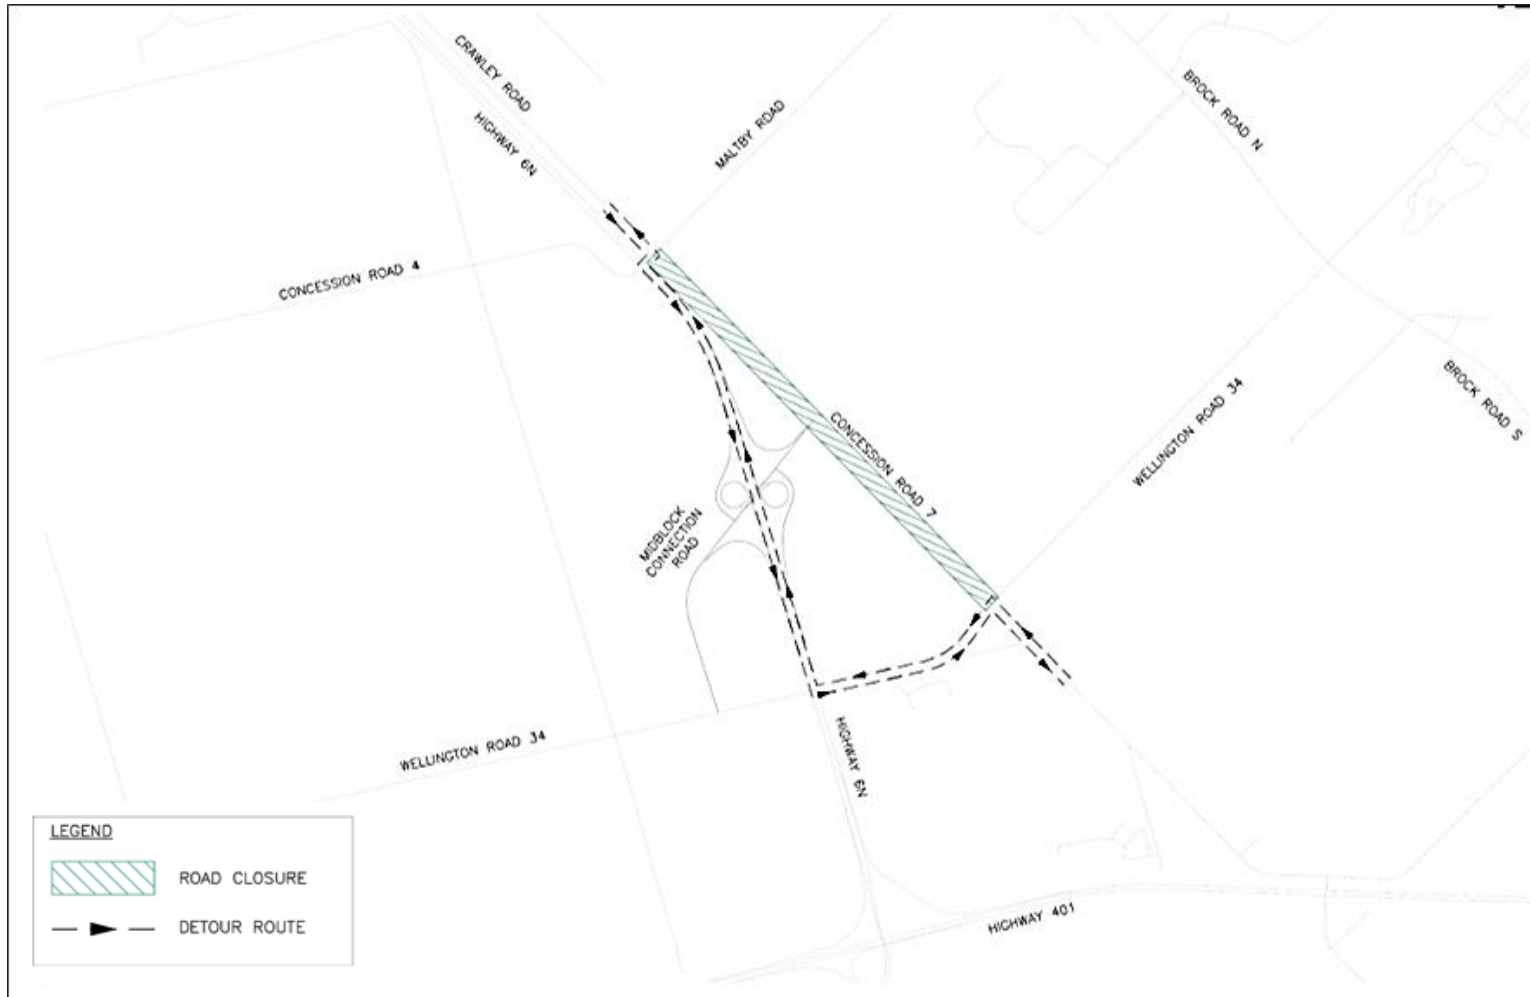 CRAWLEY ROAD
HIGHWAY 6N
MALTBY ROAD
BROCK ROAD N
CONCESSION ROAD 4
CONCESSION ROAD 7
WELLINGTON ROAD 34
BROCK ROAD S
MIDBLOCK
CONNECTION
ROAD
WELLINGTON ROAD 34
HIGHWAY 6N
HIGHWAY 401
LEGEND
ROAD CLOSURE
DETOUR ROUTE